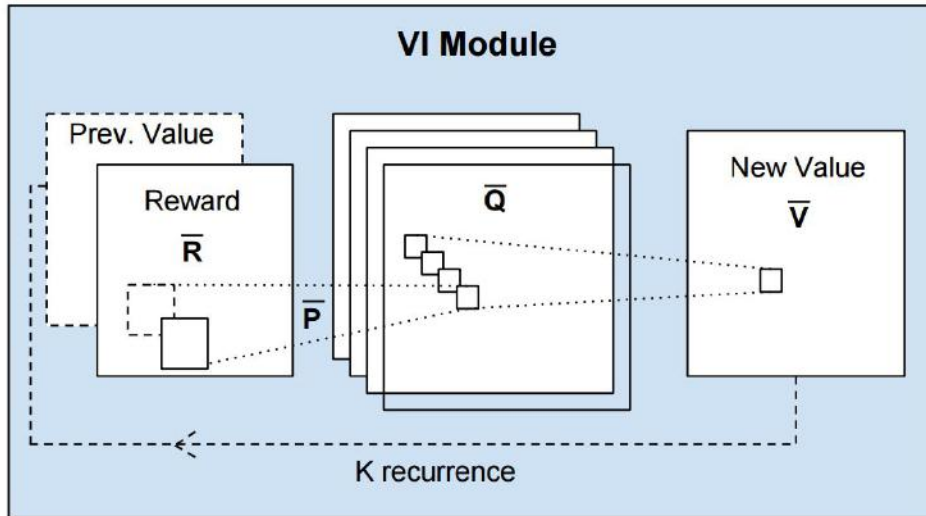 VI Module
Prev. Value
Reward
R̅
P̅
Q̅
New Value
V̅
K recurrence